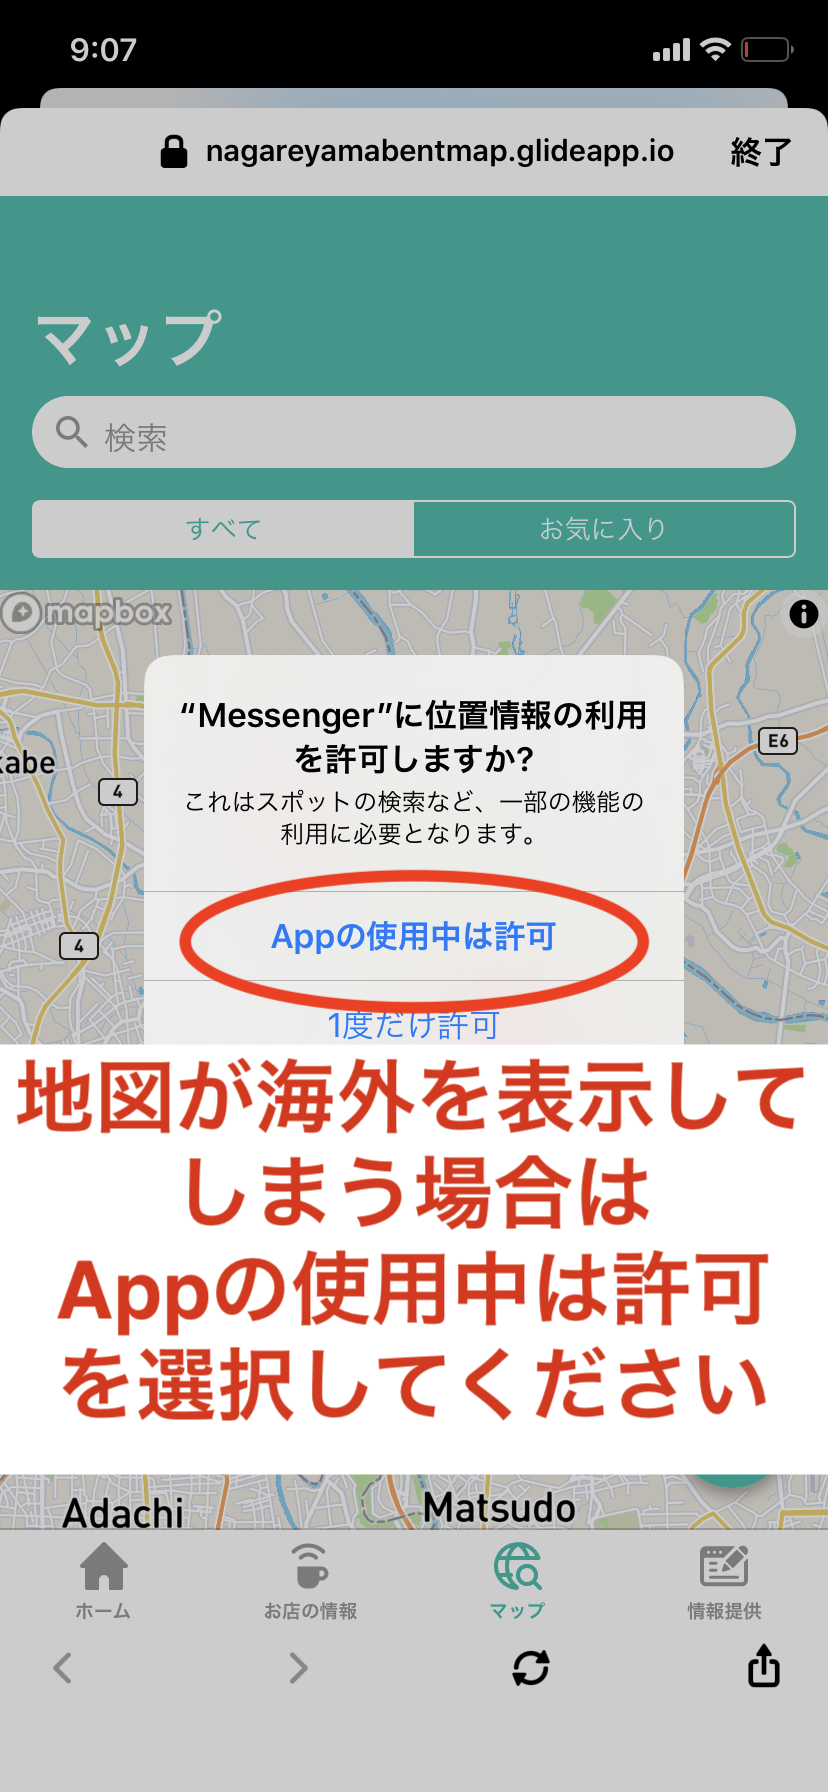 9:07
nagareyamabentmap.glideapp.io 終了
マップ
検索
すべて お気に入り
mapbox
“Messenger”に位置情報の利用
を許可しますか?
これはスポットの検索など、一部の機能の
利用に必要となります。
kabe
4
E6
4
Appの使用中は許可
1度だけ許可
地図が海外を表示して
しまう場合は
Appの使用中は許可
を選択してください
Adachi Matsudo
ホーム お店の情報 マップ 情報提供